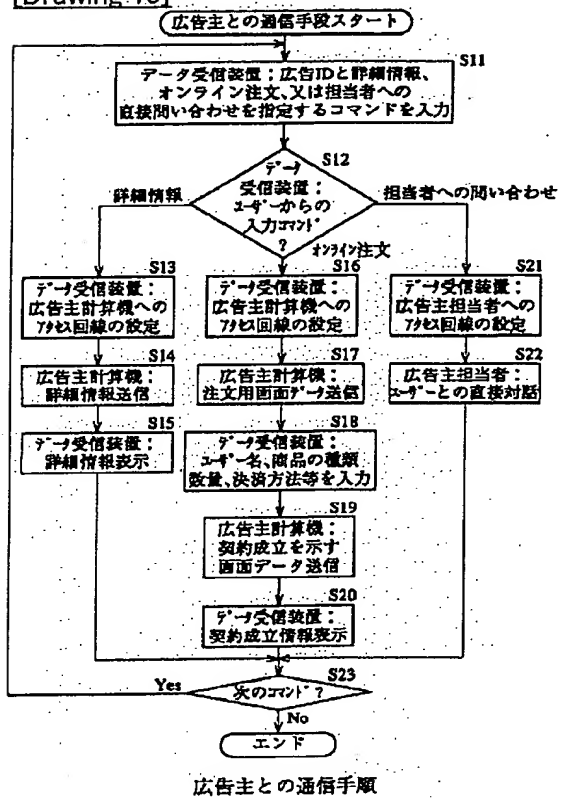 広告主との通信手段スタート
S11
データ受信装置；広告IDと詳細情報、
オンライン注文、又は担当者への
直接問い合わせを指定するコマンドを入力
S12
データ
受信装置：
ユーザーからの
入力コマンド
？
詳細情報
オンライン注文
担当者への問い合わせ
S13
データ受信装置：
広告主計算機への
アクセス回線の設定
S14
広告主計算機：
詳細情報送信
S15
データ受信装置：
詳細情報表示
S16
データ受信装置：
広告主計算機への
アクセス回線の設定
S17
広告主計算機：
注文用画面データ送信
S18
データ受信装置：
ユーザー名、商品の種類
数量、決済方法等を入力
S19
広告主計算機：
契約成立を示す
画面データ送信
S20
データ受信装置：
契約成立情報表示
S21
データ受信装置：
広告主担当者への
アクセス回線の設定
S22
広告主担当者：
ユーザーとの直接対話
S23
次のコマンド？
Yes
No
エンド
広告主との通信手順